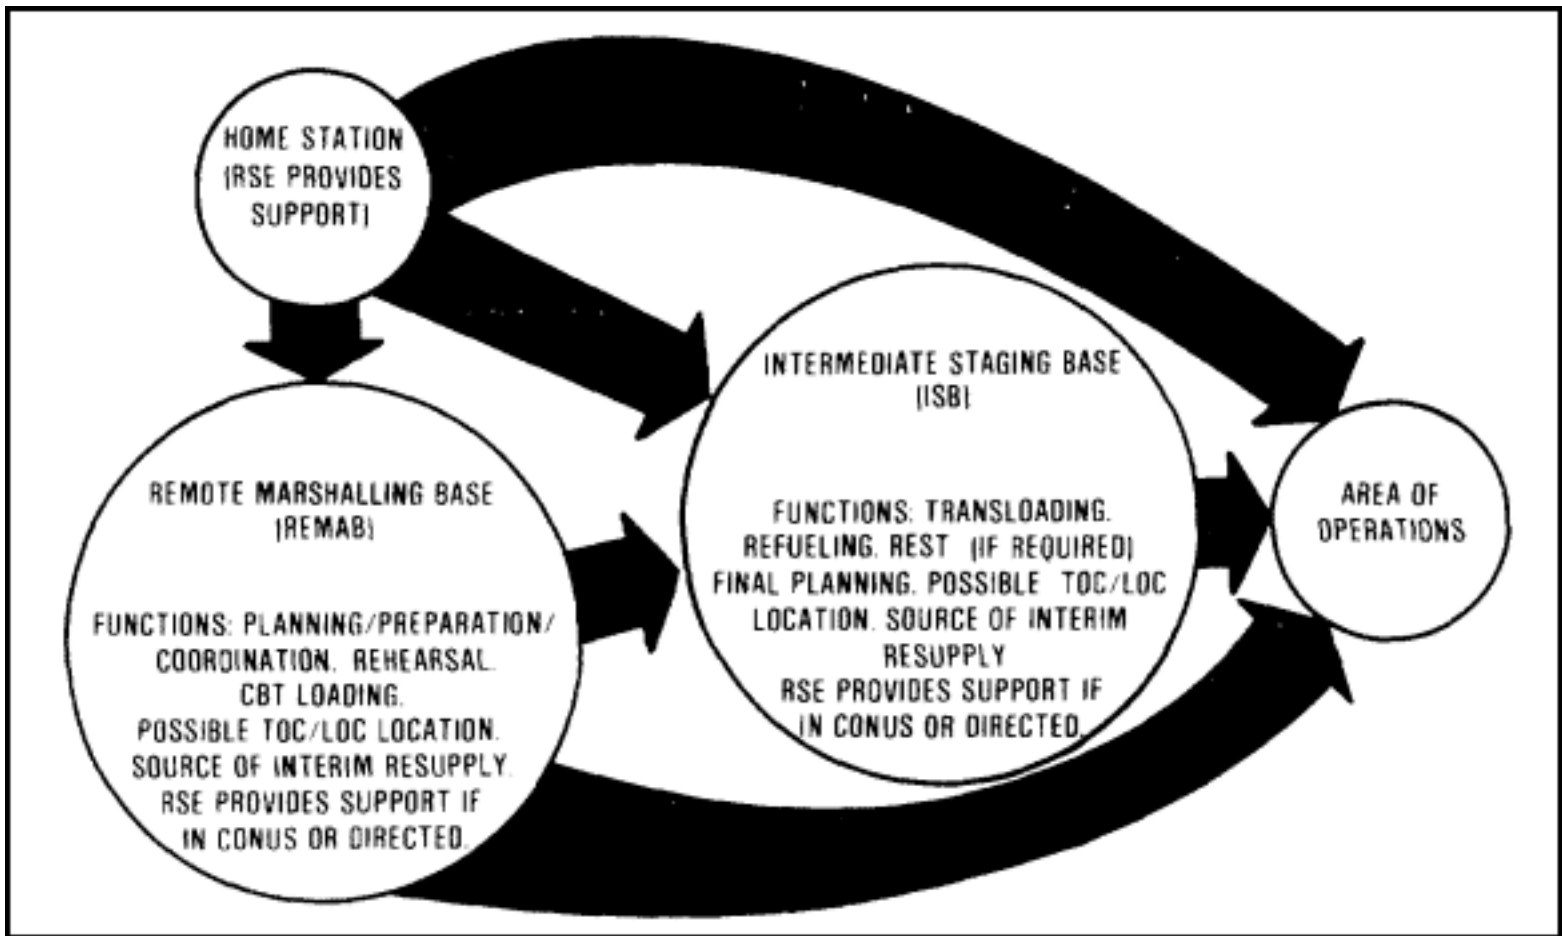 HOME STATION
(RSE PROVIDES
SUPPORT)
INTERMEDIATE STAGING BASE
(ISB)
FUNCTIONS: TRANSLOADING.
REFUELING. REST (IF REQUIRED)
FINAL PLANNING. POSSIBLE TOC/LOC
LOCATION. SOURCE OF INTERIM
RESUPPLY
RSE PROVIDES SUPPORT IF
IN CONUS OR DIRECTED.
AREA OF
OPERATIONS
REMOTE MARSHALLING BASE
(REMAB)
FUNCTIONS: PLANNING/PREPARATION/
COORDINATION. REHEARSAL.
CBT LOADING.
POSSIBLE TOC/LOC LOCATION.
SOURCE OF INTERIM RESUPPLY.
RSE PROVIDES SUPPORT IF
IN CONUS OR DIRECTED.